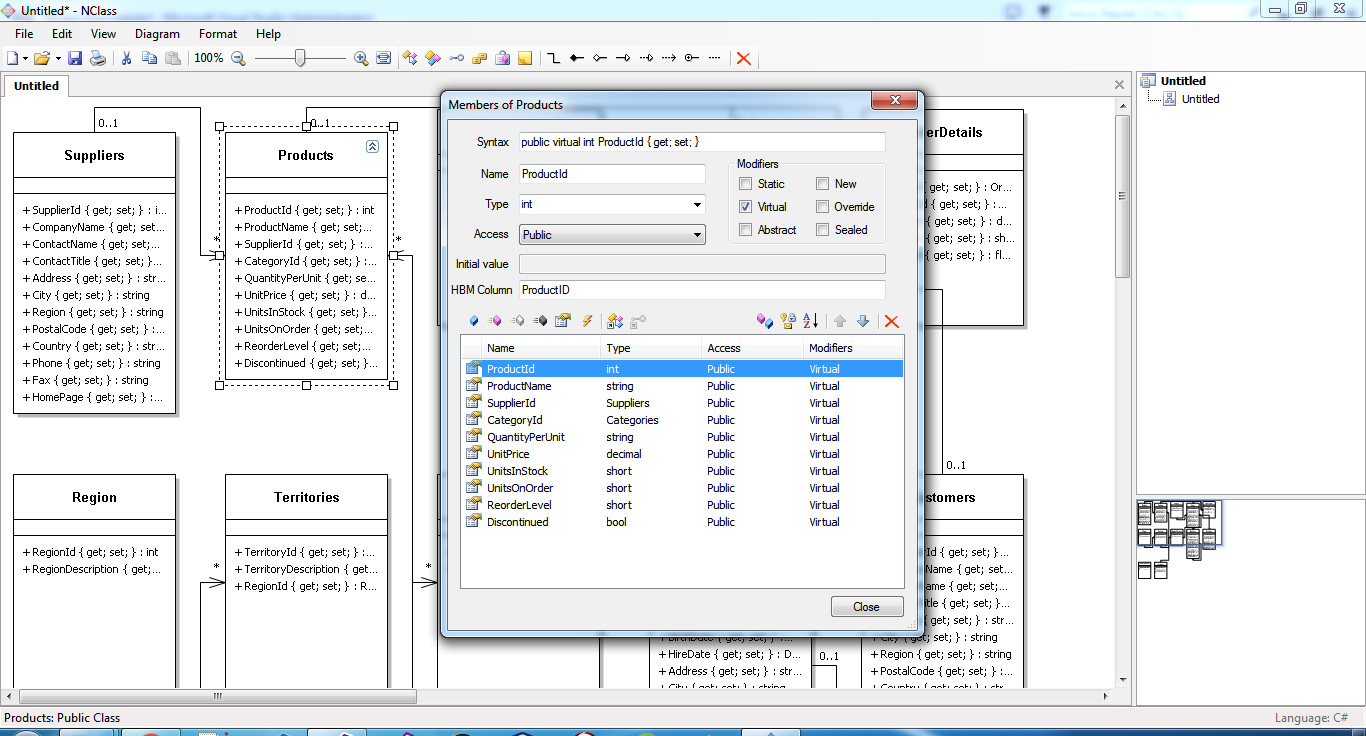 Untitled* - NClass
File Edit View Diagram Format Help
100%
Untitled
0..1
Suppliers
+ SupplierId { get; set; } : i...
+ CompanyName { get; set...
+ ContactName { get; set;...
+ ContactTitle { get; set; }...
+ Address { get; set; } : str...
+ City { get; set; } : string
+ Region { get; set; } : string
+ PostalCode { get; set; } :...
+ Country { get; set; } : str...
+ Phone { get; set; } : string
+ Fax { get; set; } : string
+ HomePage { get; set; } :...
*
0..1
Products
+ ProductId { get; set; } : int
+ ProductName { get; set;...
+ SupplierId { get; set; } :...
+ CategoryId { get; set; } :...
+ QuantityPerUnit { get; se...
+ UnitPrice { get; set; } : d...
+ UnitsInStock { get; set; }...
+ UnitsOnOrder { get; set;...
+ ReorderLevel { get; set;...
+ Discontinued { get; set; }...
*
Members of Products
Syntax public virtual int ProductId { get; set; }
Name ProductId
Type int
Access Public
Modifiers
Static New
Virtual Override
Abstract Sealed
Initial value
HBM Column ProductID
Name Type Access Modifiers
ProductId int Public Virtual
ProductName string Public Virtual
SupplierId Suppliers Public Virtual
CategoryId Categories Public Virtual
QuantityPerUnit string Public Virtual
UnitPrice decimal Public Virtual
UnitsInStock short Public Virtual
UnitsOnOrder short Public Virtual
ReorderLevel short Public Virtual
Discontinued bool Public Virtual
Close
erDetails
{ get; set; } : Or...
d { get; set; } :...
{ get; set; } : d...
{ get; set; } : sh...
{ get; set; } : fl...
0..1
Region
+ RegionId { get; set; } : int
+ RegionDescription { get;...
*
Territories
+ TerritoryId { get; set; } :...
+ TerritoryDescription { get...
+ RegionId { get; set; } : R...
*
+ BirthDate { get; set; } : D...
+ HireDate { get; set; } : D...
+ Address { get; set; } : str...
+ City { get; set; } : string
0..1
stomers
Id { get; set; } :...
Name { get; set...
ame { get; set;...
itle { get; set; }...
{ get; set; } : str...
+ City { get; set; } : string
+ Region { get; set; } : string
+ PostalCode { get; set; } :...
+ Country { get; set; } : str...
Untitled
Untitled
Products: Public Class
Language: C#